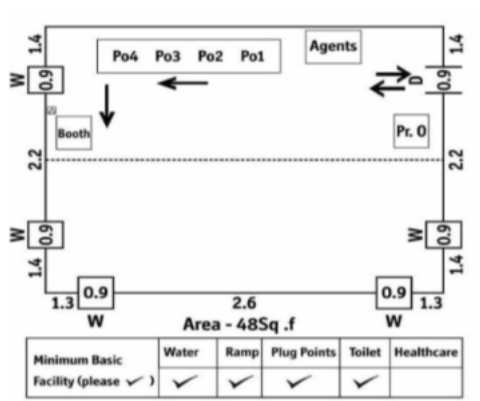 1.4
Agents
1.4
Po4 Po3 Po2 Po1
W 0.9
D 0.9
Booth
Pr. O
2.2
2.2
W 0.9
W 0.9
1.4
1.4
0.9
0.9
1.3
2.6
1.3
W
Area - 48Sq .f
W
Minimum Basic
Facility (please ✓ )
Water Ramp Plug Points Toilet Healthcare
✓ ✓ ✓ ✓